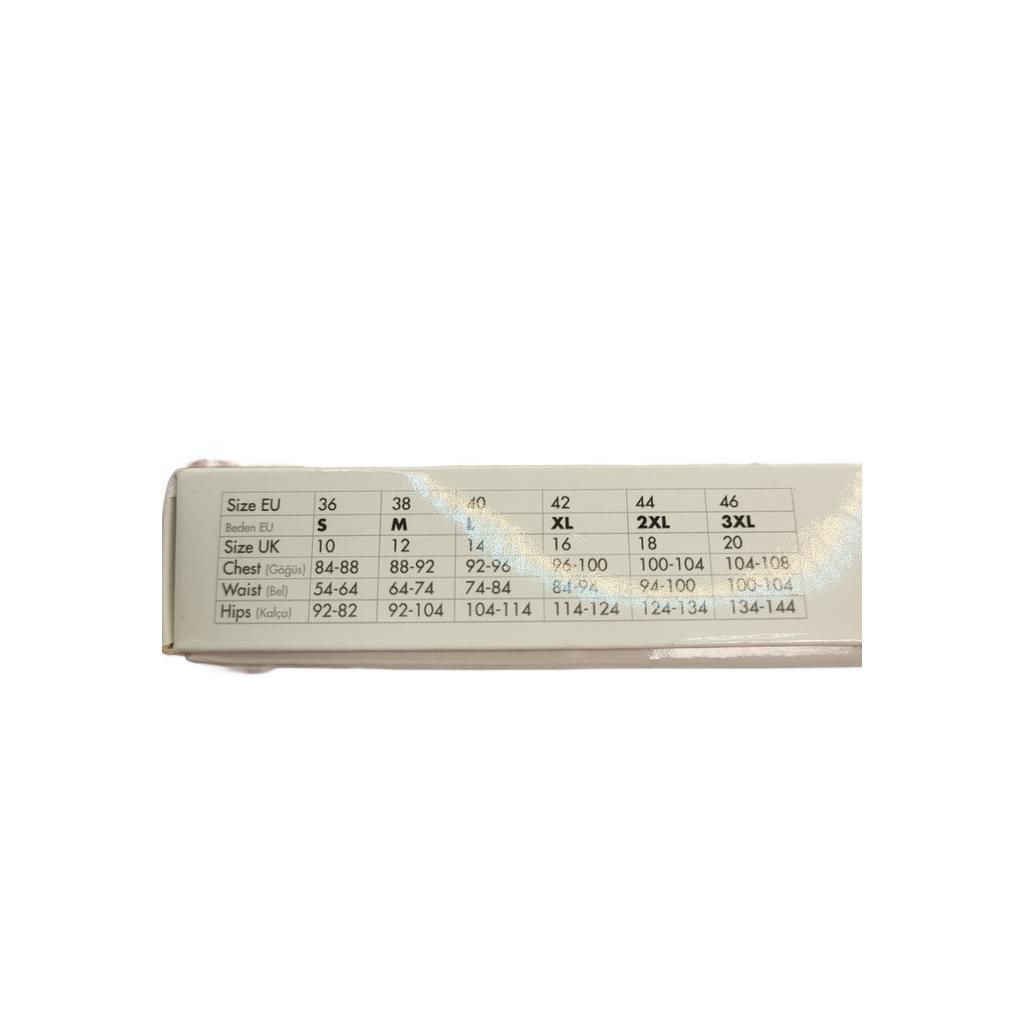 Size EU 36 38 40 42 44 46
Beden EU S M L XL 2XL 3XL
Size UK 10 12 14 16 18 20
Chest (Göğüs) 84-88 88-92 92-96 96-100 100-104 104-108
Waist (Bel) 54-64 64-74 74-84 84-94 94-100 100-104
Hips (Kalça) 92-82 92-104 104-114 114-124 124-134 134-144